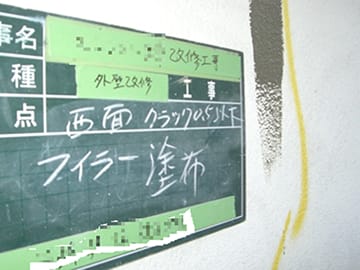 事名 改修工事
種 外壁改修 工事
点 西面 クラック0.5以下
フィラー塗布